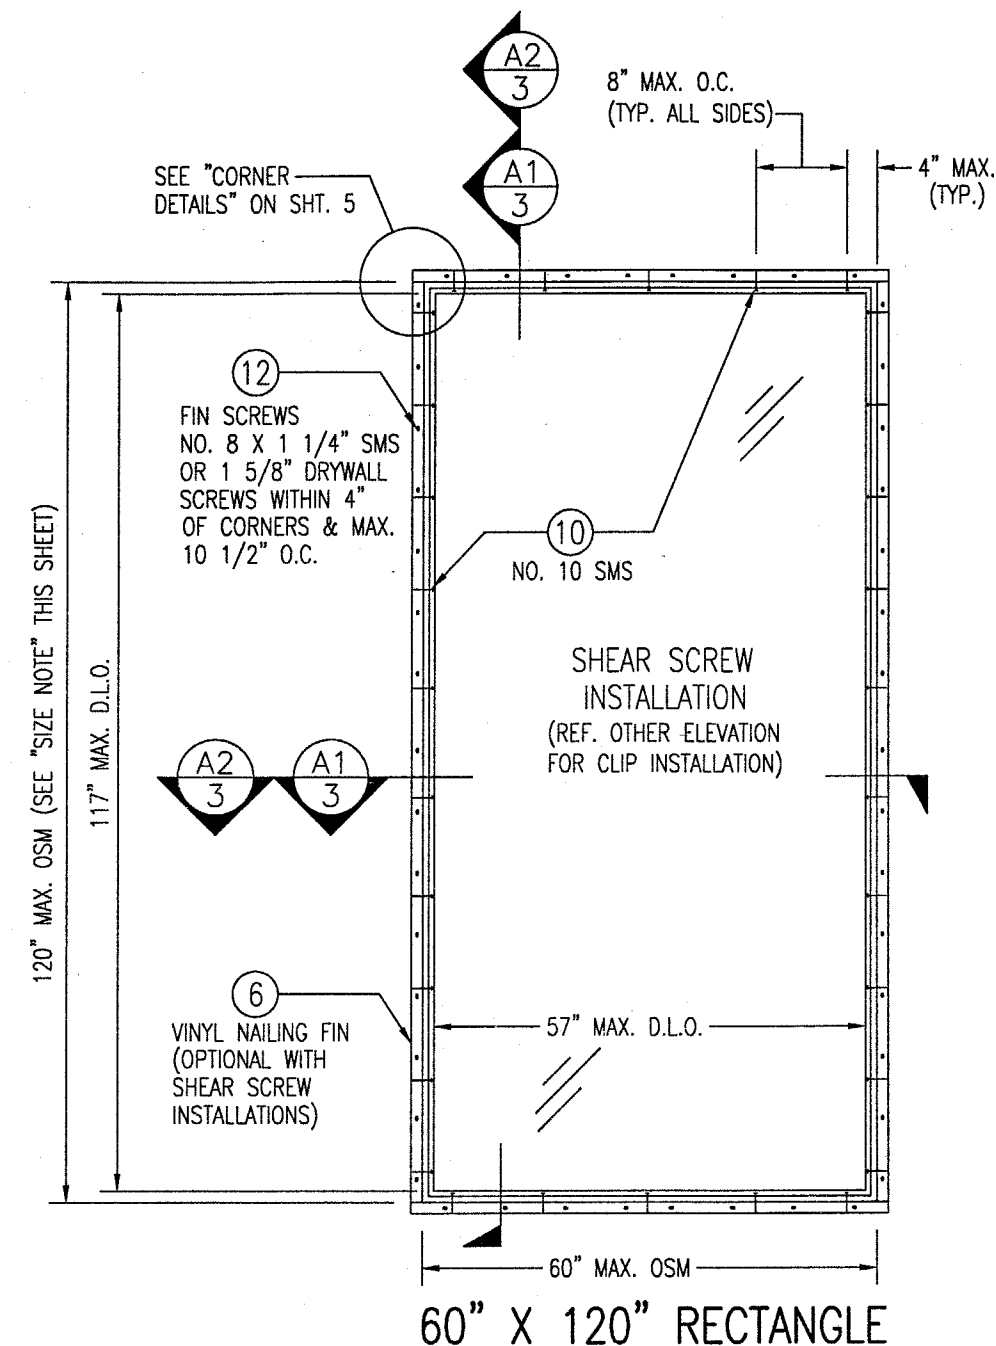 A2
3
8" MAX. O.C.
(TYP. ALL SIDES)
A1
3
4" MAX.
(TYP.)
SEE "CORNER
DETAILS" ON SHT. 5
12
FIN SCREWS
NO. 8 X 1 1/4" SMS
OR 1 5/8" DRYWALL
SCREWS WITHIN 4"
OF CORNERS & MAX.
10 1/2" O.C.
10
NO. 10 SMS
120" MAX. OSM (SEE "SIZE NOTE" THIS SHEET)
117" MAX. D.L.O.
SHEAR SCREW
INSTALLATION
(REF. OTHER ELEVATION
FOR CLIP INSTALLATION)
A2
3
A1
3
6
VINYL NAILING FIN
(OPTIONAL WITH
SHEAR SCREW
INSTALLATIONS)
57" MAX. D.L.O.
60" MAX. OSM
60" X 120" RECTANGLE